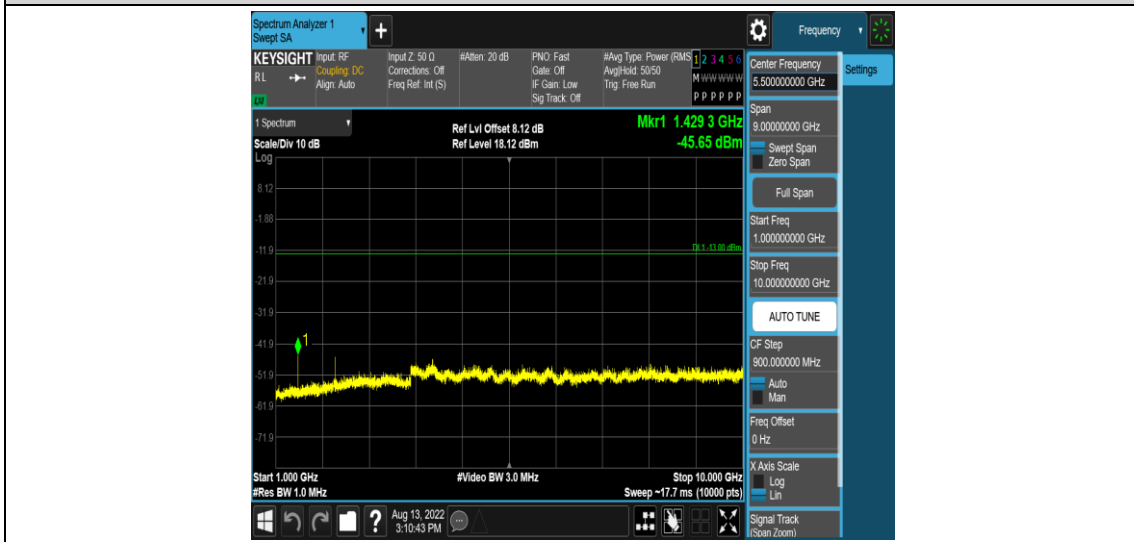 Spectrum Analyzer 1
Swept SA
+
Frequency
KEYSIGHT
RL
LXI
Input: RF
Coupling: DC
Align: Auto
Input Z: 50 Ω
Corrections: Off
Freq Ref: Int (S)
#Atten: 20 dB
PNO: Fast
Gate: Off
IF Gain: Low
Sig Track: Off
#Avg Type: Power (RMS
Avg|Hold: 50/50
Trig: Free Run
1 2 3 4 5 6
M W W W W W
P P P P P P
Center Frequency
5.50000000 GHz
Settings
Span
9.00000000 GHz
Swept Span
Zero Span
Full Span
Start Freq
1.000000000 GHz
Stop Freq
10.000000000 GHz
AUTO TUNE
CF Step
900.000000 MHz
Auto
Man
Freq Offset
0 Hz
X Axis Scale
Log
Lin
Signal Track
(Span Zoom)
1 Spectrum
Scale/Div 10 dB
Log
Ref Lvl Offset 8.12 dB
Ref Level 18.12 dBm
Mkr1 1.429 3 GHz
-45.65 dBm
8.12
-1.88
-11.9
DL1 -13.00 dBm
-21.9
-31.9
-41.9
1
-51.9
-61.9
-71.9
Start 1.000 GHz
#Res BW 1.0 MHz
#Video BW 3.0 MHz
Stop 10.000 GHz
Sweep ~17.7 ms (10000 pts)
?
Aug 13, 2022
3:10:43 PM